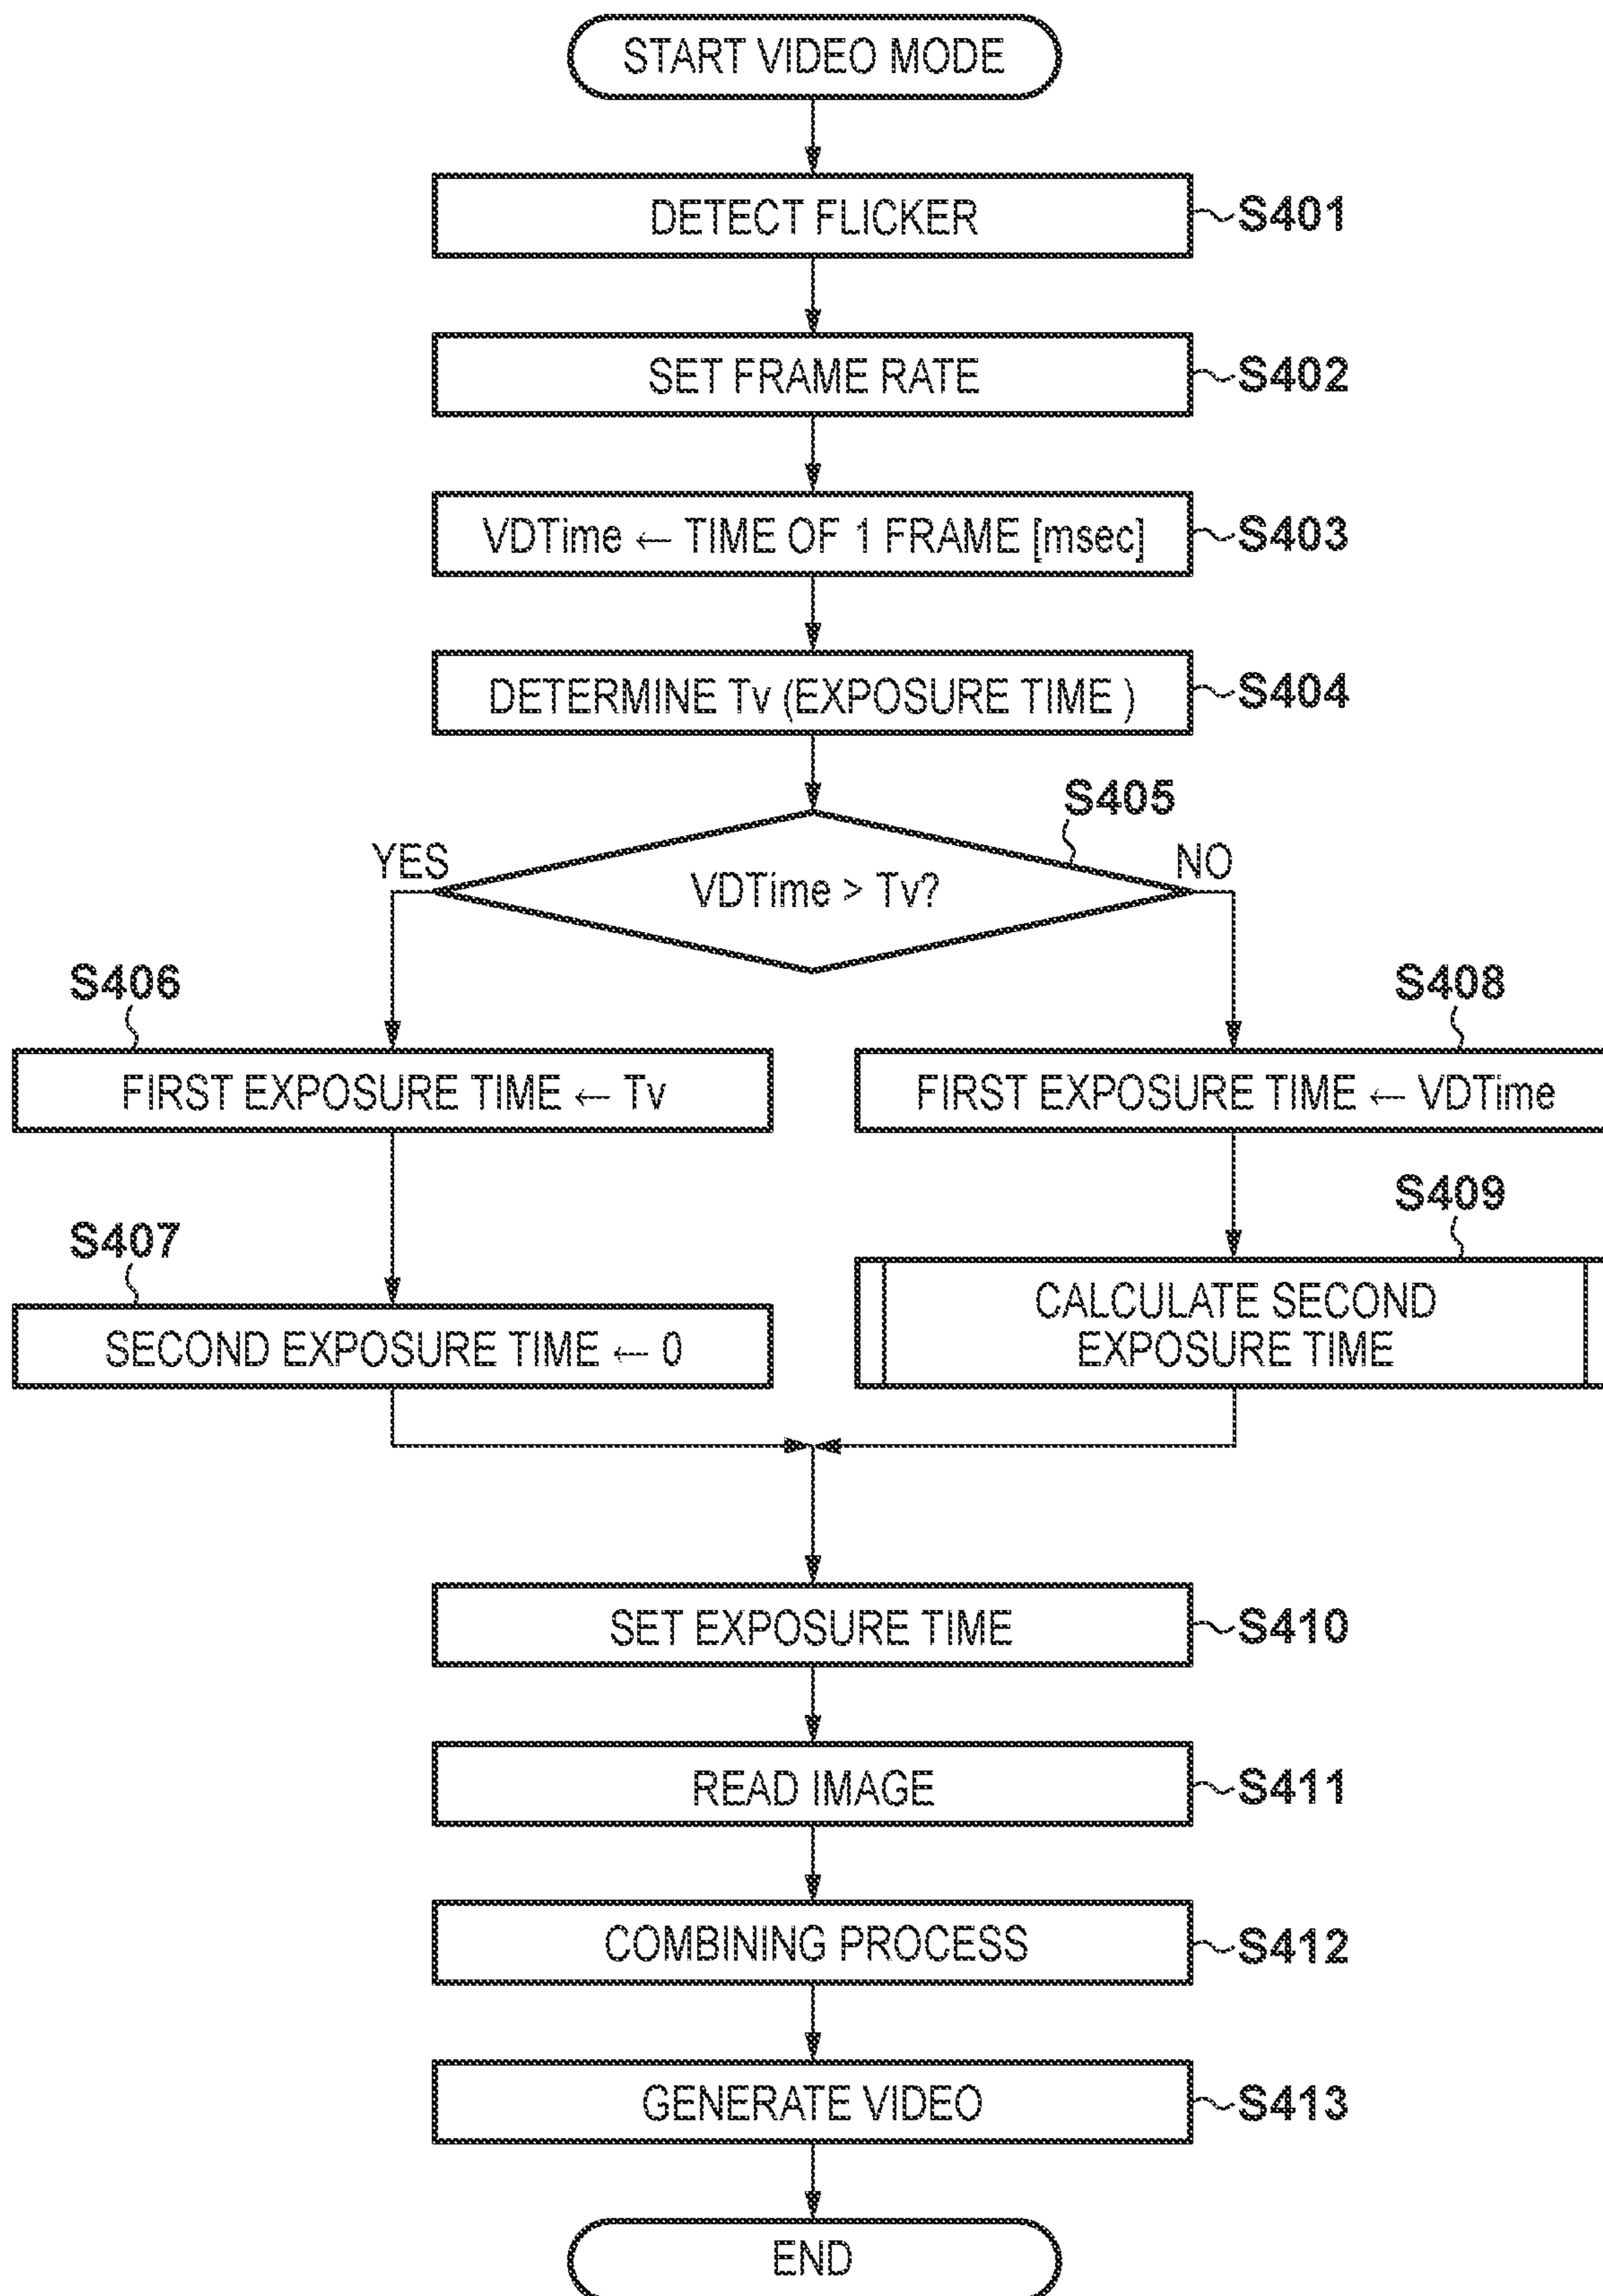 START VIDEO MODE
DETECT FLICKER
S401
SET FRAME RATE
S402
VDTime ← TIME OF 1 FRAME [msec]
S403
DETERMINE Tv (EXPOSURE TIME )
S404
S405
YES
VDTime > Tv?
NO
S406
FIRST EXPOSURE TIME ← Tv
S407
SECOND EXPOSURE TIME ← 0
S408
FIRST EXPOSURE TIME ← VDTime
S409
CALCULATE SECOND
EXPOSURE TIME
SET EXPOSURE TIME
S410
READ IMAGE
S411
COMBINING PROCESS
S412
GENERATE VIDEO
S413
END